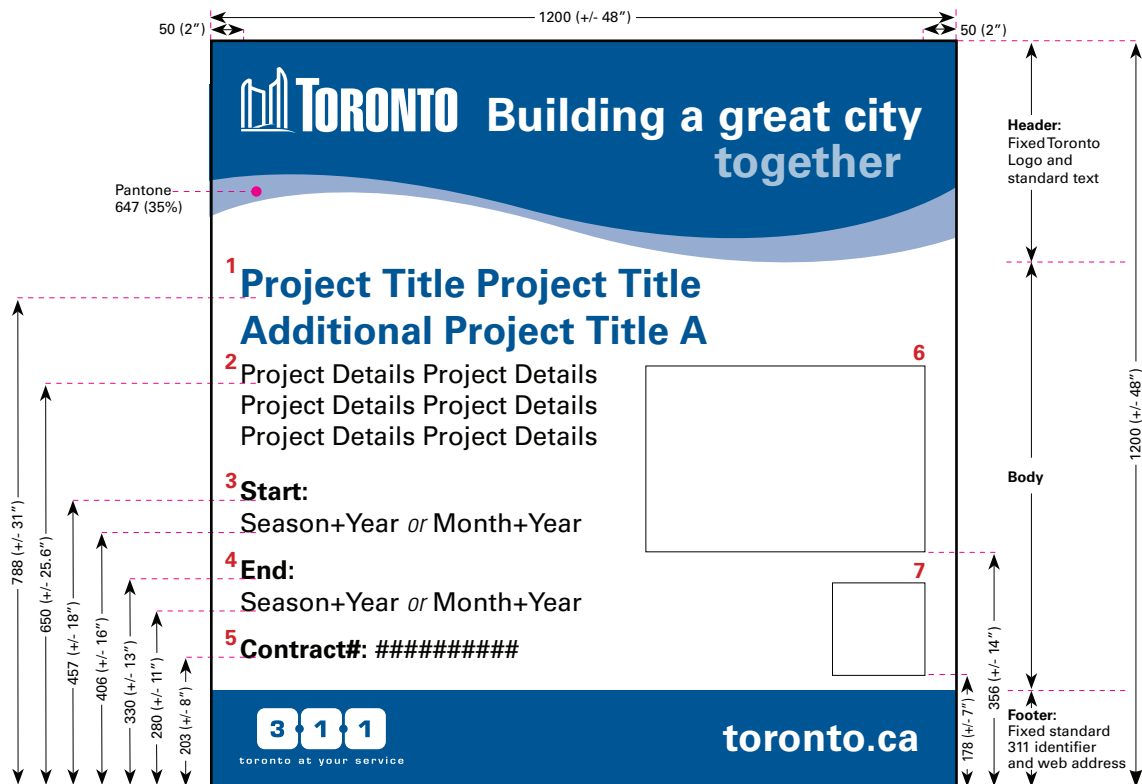 1200 (+/- 48”)
50 (2”)
50 (2”)
TORONTO Building a great city
together
Header:
Fixed Toronto
Logo and
standard text
Pantone
647 (35%)
1
Project Title Project Title
Additional Project Title A
2
Project Details Project Details
Project Details Project Details
Project Details Project Details
3
Start:
Season+Year or Month+Year
4
End:
Season+Year or Month+Year
5
Contract#: ##########
6
7
Body
788 (+/- 31”)
650 (+/- 25.6”)
457 (+/- 18”)
406 (+/- 16”)
330 (+/- 13”)
280 (+/- 11”)
203 (+/- 8”)
178 (+/- 7”)
356 (+/- 14”)
1200 (+/- 48”)
3 1 1
toronto at your service
toronto.ca
Footer:
Fixed standard
311 identifier
and web address